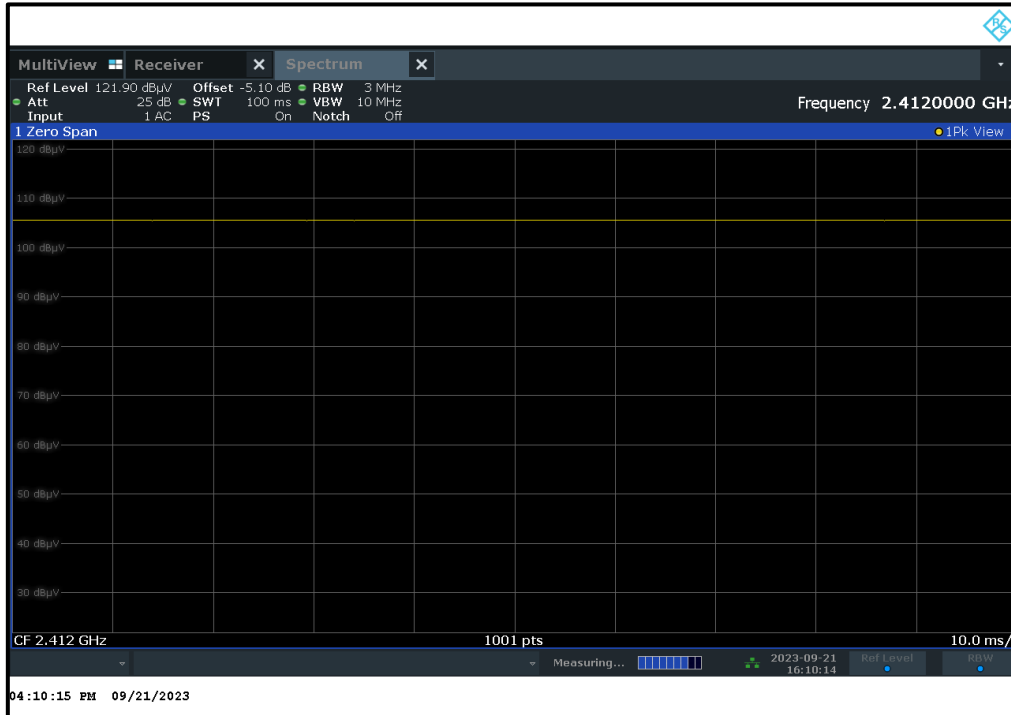 R S
MultiView Receiver Spectrum
Ref Level 121.90 dBµV Offset -5.10 dB RBW 3 MHz
Att 25 dB SWT 100 ms VBW 10 MHz
Input 1 AC PS On Notch Off
Frequency 2.4120000 GHz
1 Zero Span 1Pk View
120 dBµV
110 dBµV
100 dBµV
90 dBµV
80 dBµV
70 dBµV
60 dBµV
50 dBµV
40 dBµV
30 dBµV
CF 2.412 GHz 1001 pts 10.0 ms/
Measuring... 2023-09-21 Ref Level RBW
16:10:14
04:10:15 PM 09/21/2023